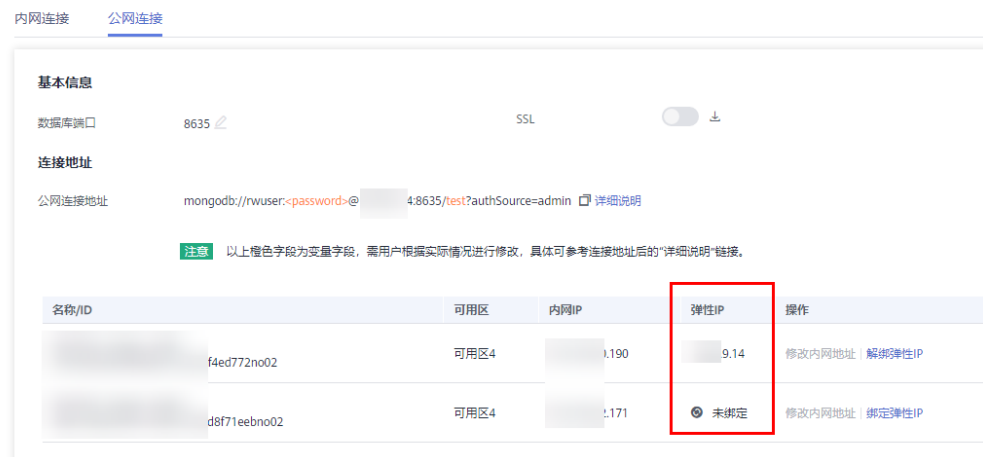 内网连接 公网连接
基本信息
数据库端口 8635 SSL
连接地址
公网连接地址 mongodb://rwuser:<password>@ 4:8635/test?authSource=admin 详细说明
注意 以上橙色字段为变量字段，需用户根据实际情况进行修改，具体可参考连接地址后的"详细说明"链接。
名称/ID 可用区 内网IP 弹性IP 操作
f4ed772no02 可用区4 .190 9.14 修改内网地址 | 解绑弹性IP
d8f71eebno02 可用区4 .171 未绑定 修改内网地址 | 绑定弹性IP